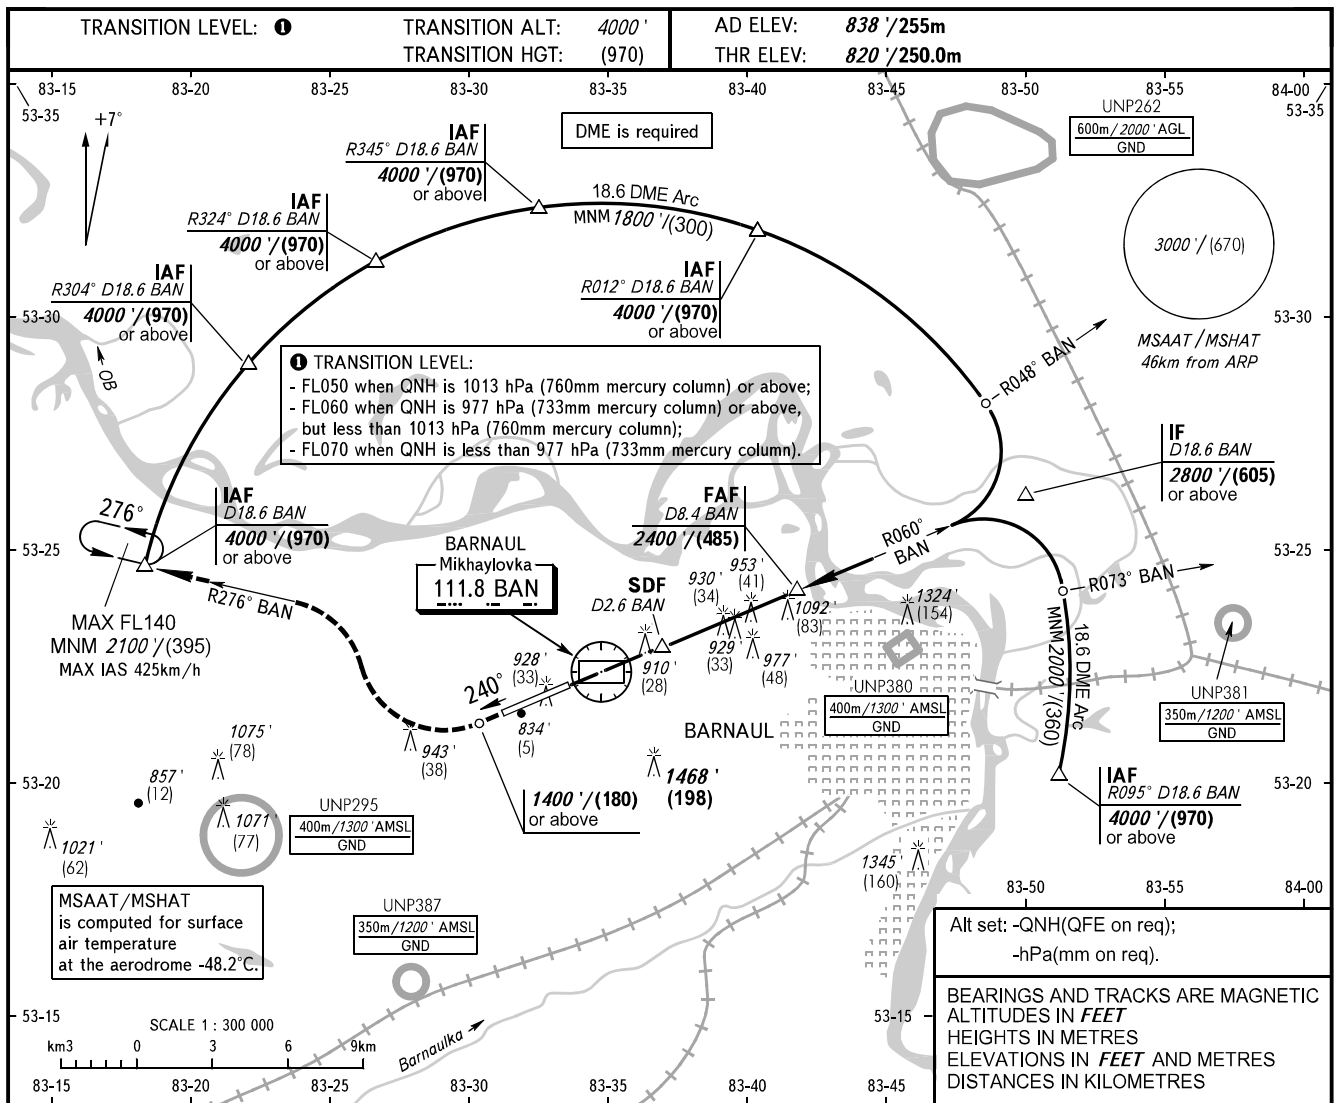 TRANSITION LEVEL: ❶
TRANSITION ALT: 4000 '
TRANSITION HGT: (970)
AD ELEV: 838 '/255m
THR ELEV: 820 '/250.0m
83-15 83-20 83-25 83-30 83-35 83-40 83-45 83-50 83-55 84-00
53-35
53-35
+7°
DME is required
UNP262
600m/2000' AGL
GND
IAF
R345° D18.6 BAN
4000 '/(970)
or above
18.6 DME Arc
MNM 1800 '/(300)
IAF
R324° D18.6 BAN
4000 '/(970)
or above
3000 '/(670)
MSAAT/MSHAT
46km from ARP
IAF
R304° D18.6 BAN
4000 '/(970)
or above
IAF
R012° D18.6 BAN
4000 '/(970)
or above
53-30
53-30
OB
❶ TRANSITION LEVEL:
- FL050 when QNH is 1013 hPa (760mm mercury column) or above;
- FL060 when QNH is 977 hPa (733mm mercury column) or above,
but less than 1013 hPa (760mm mercury column);
- FL070 when QNH is less than 977 hPa (733mm mercury column).
R048° BAN
IF
D18.6 BAN
2800 '/(605)
or above
276°
IAF
D18.6 BAN
4000 '/(970)
or above
FAF
D8.4 BAN
2400 '/(485)
R060°
BAN
53-25
53-25
BARNAUL
Mikhaylovka
111.8 BAN
R276° BAN
MAX FL140
MNM 2100 '/(395)
MAX IAS 425km/h
SDF
D2.6 BAN
930 '
(34)
953 '
(41)
1092 '
(83)
1324 '
(154)
R073° BAN
929 '
(33)
977 '
(48)
910 '
(28)
928 '
(33)
240°
834 '
(5)
943 '
(38)
18.6 DME Arc
MNM 2000 '/(360)
UNP380
400m/1300' AMSL
GND
UNP381
350m/1200' AMSL
GND
BARNAUL
1075 '
(78)
857 '
(12)
1468 '
(198)
53-20
53-20
1400 '/(180)
or above
IAF
R095° D18.6 BAN
4000 '/(970)
or above
UNP295
400m/1300' AMSL
GND
1071 '
(77)
1021 '
(62)
1345 '
(160)
MSAAT/MSHAT
is computed for surface
air temperature
at the aerodrome -48.2°C.
UNP387
350m/1200' AMSL
GND
83-50 83-55 84-00
Alt set: -QNH(QFE on req);
-hPa(mm on req).
53-15
53-15
SCALE 1 : 300 000
km3 0 3 6 9km
Barnaulka
BEARINGS AND TRACKS ARE MAGNETIC
ALTITUDES IN FEET
HEIGHTS IN METRES
ELEVATIONS IN FEET AND METRES
DISTANCES IN KILOMETRES
83-15 83-20 83-25 83-30 83-35 83-40 83-45